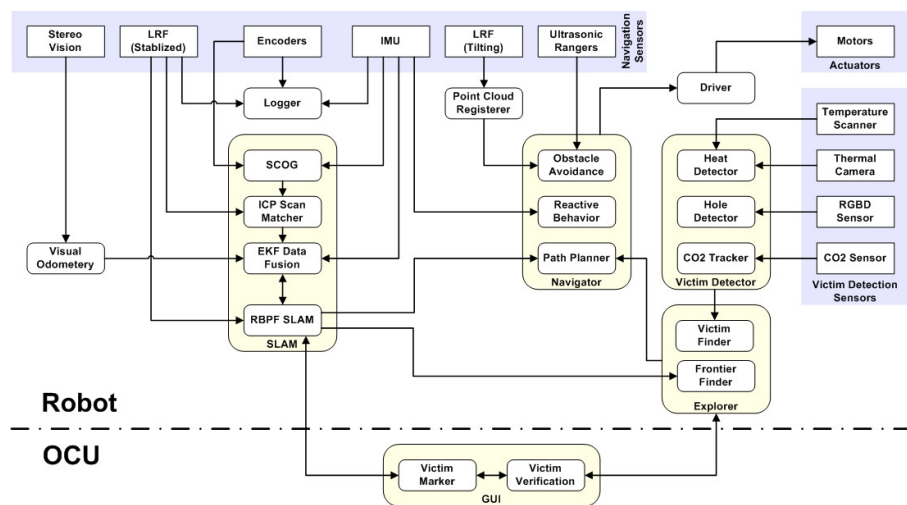 Stereo
Vision
LRF
(Stablized)
Encoders
IMU
LRF
(Tilting)
Ultrasonic
Rangers
Navigation
Sensors
Motors
Actuators
Logger
Point Cloud
Registerer
Driver
Temperature
Scanner
SCOG
Obstacle
Avoidance
Heat
Detector
Thermal
Camera
ICP Scan
Matcher
Reactive
Behavior
Hole
Detector
RGBD
Sensor
Visual
Odometery
EKF Data
Fusion
Path Planner
CO2 Tracker
CO2 Sensor
Navigator
Victim Detector
Victim Detection
Sensors
RBPF SLAM
SLAM
Victim
Finder
Frontier
Finder
Explorer
Robot
OCU
Victim
Marker
Victim
Verification
GUI